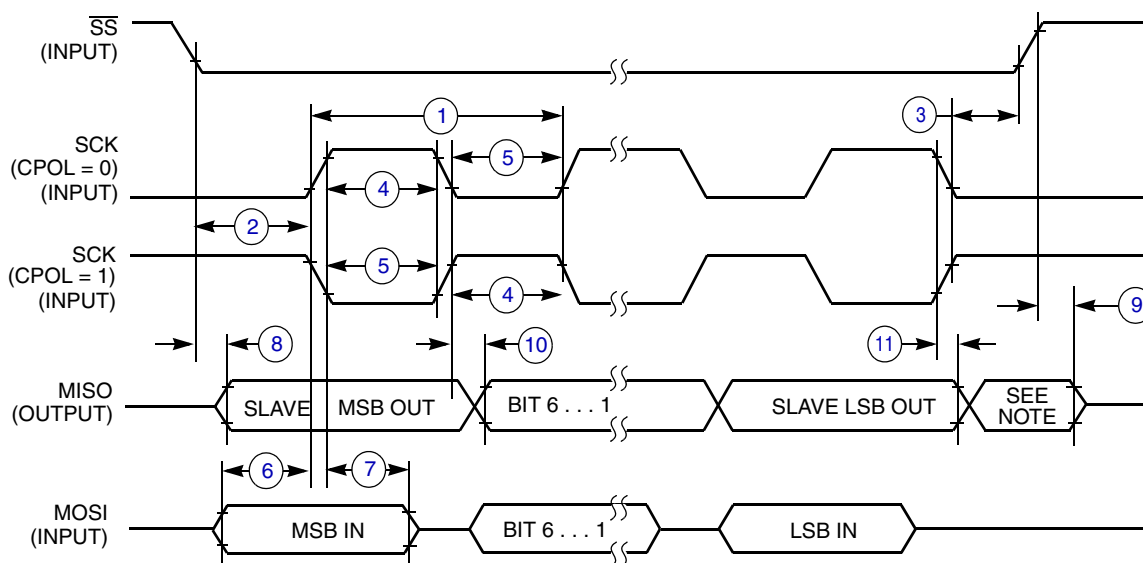 SS
(INPUT)
1
3
SCK
(CPOL = 0)
(INPUT)
5
4
2
SCK
(CPOL = 1)
(INPUT)
5
4
9
8
10
11
MISO
(OUTPUT)
SLAVE
MSB OUT
BIT 6 . . . 1
SLAVE LSB OUT
SEE
NOTE
6
7
MOSI
(INPUT)
MSB IN
BIT 6 . . . 1
LSB IN